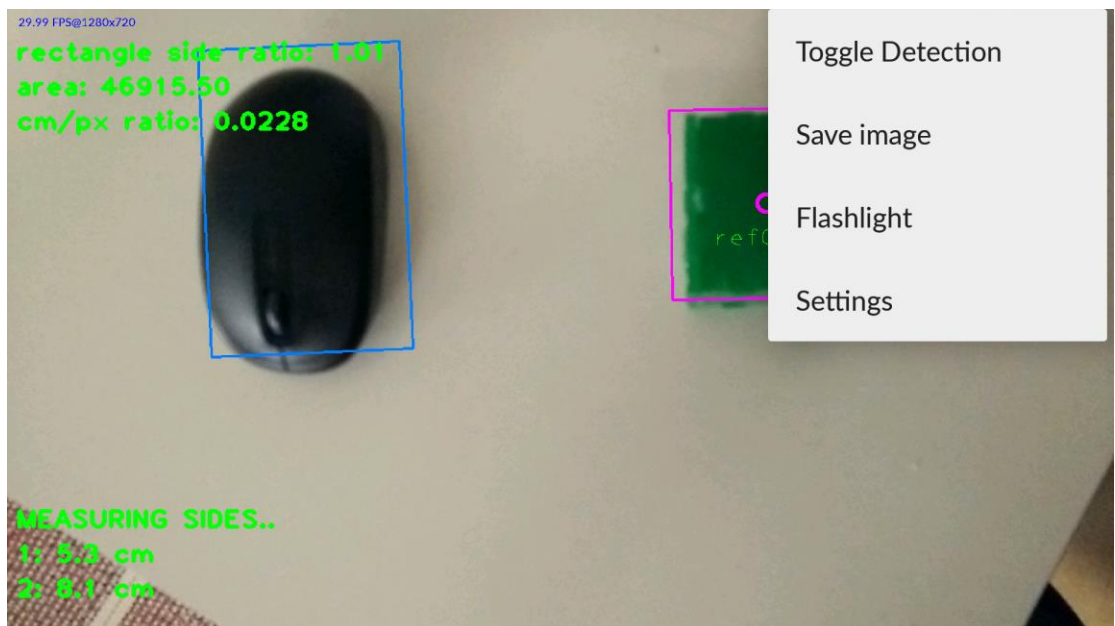 29.99 FPS@1280x720
rectangle side ratio: 1.01
area: 46915.50
cm/px ratio: 0.0228
Toggle Detection
Save image
Flashlight
Settings
MEASURING SIDES..
1: 5.3 cm
2: 8.1 cm